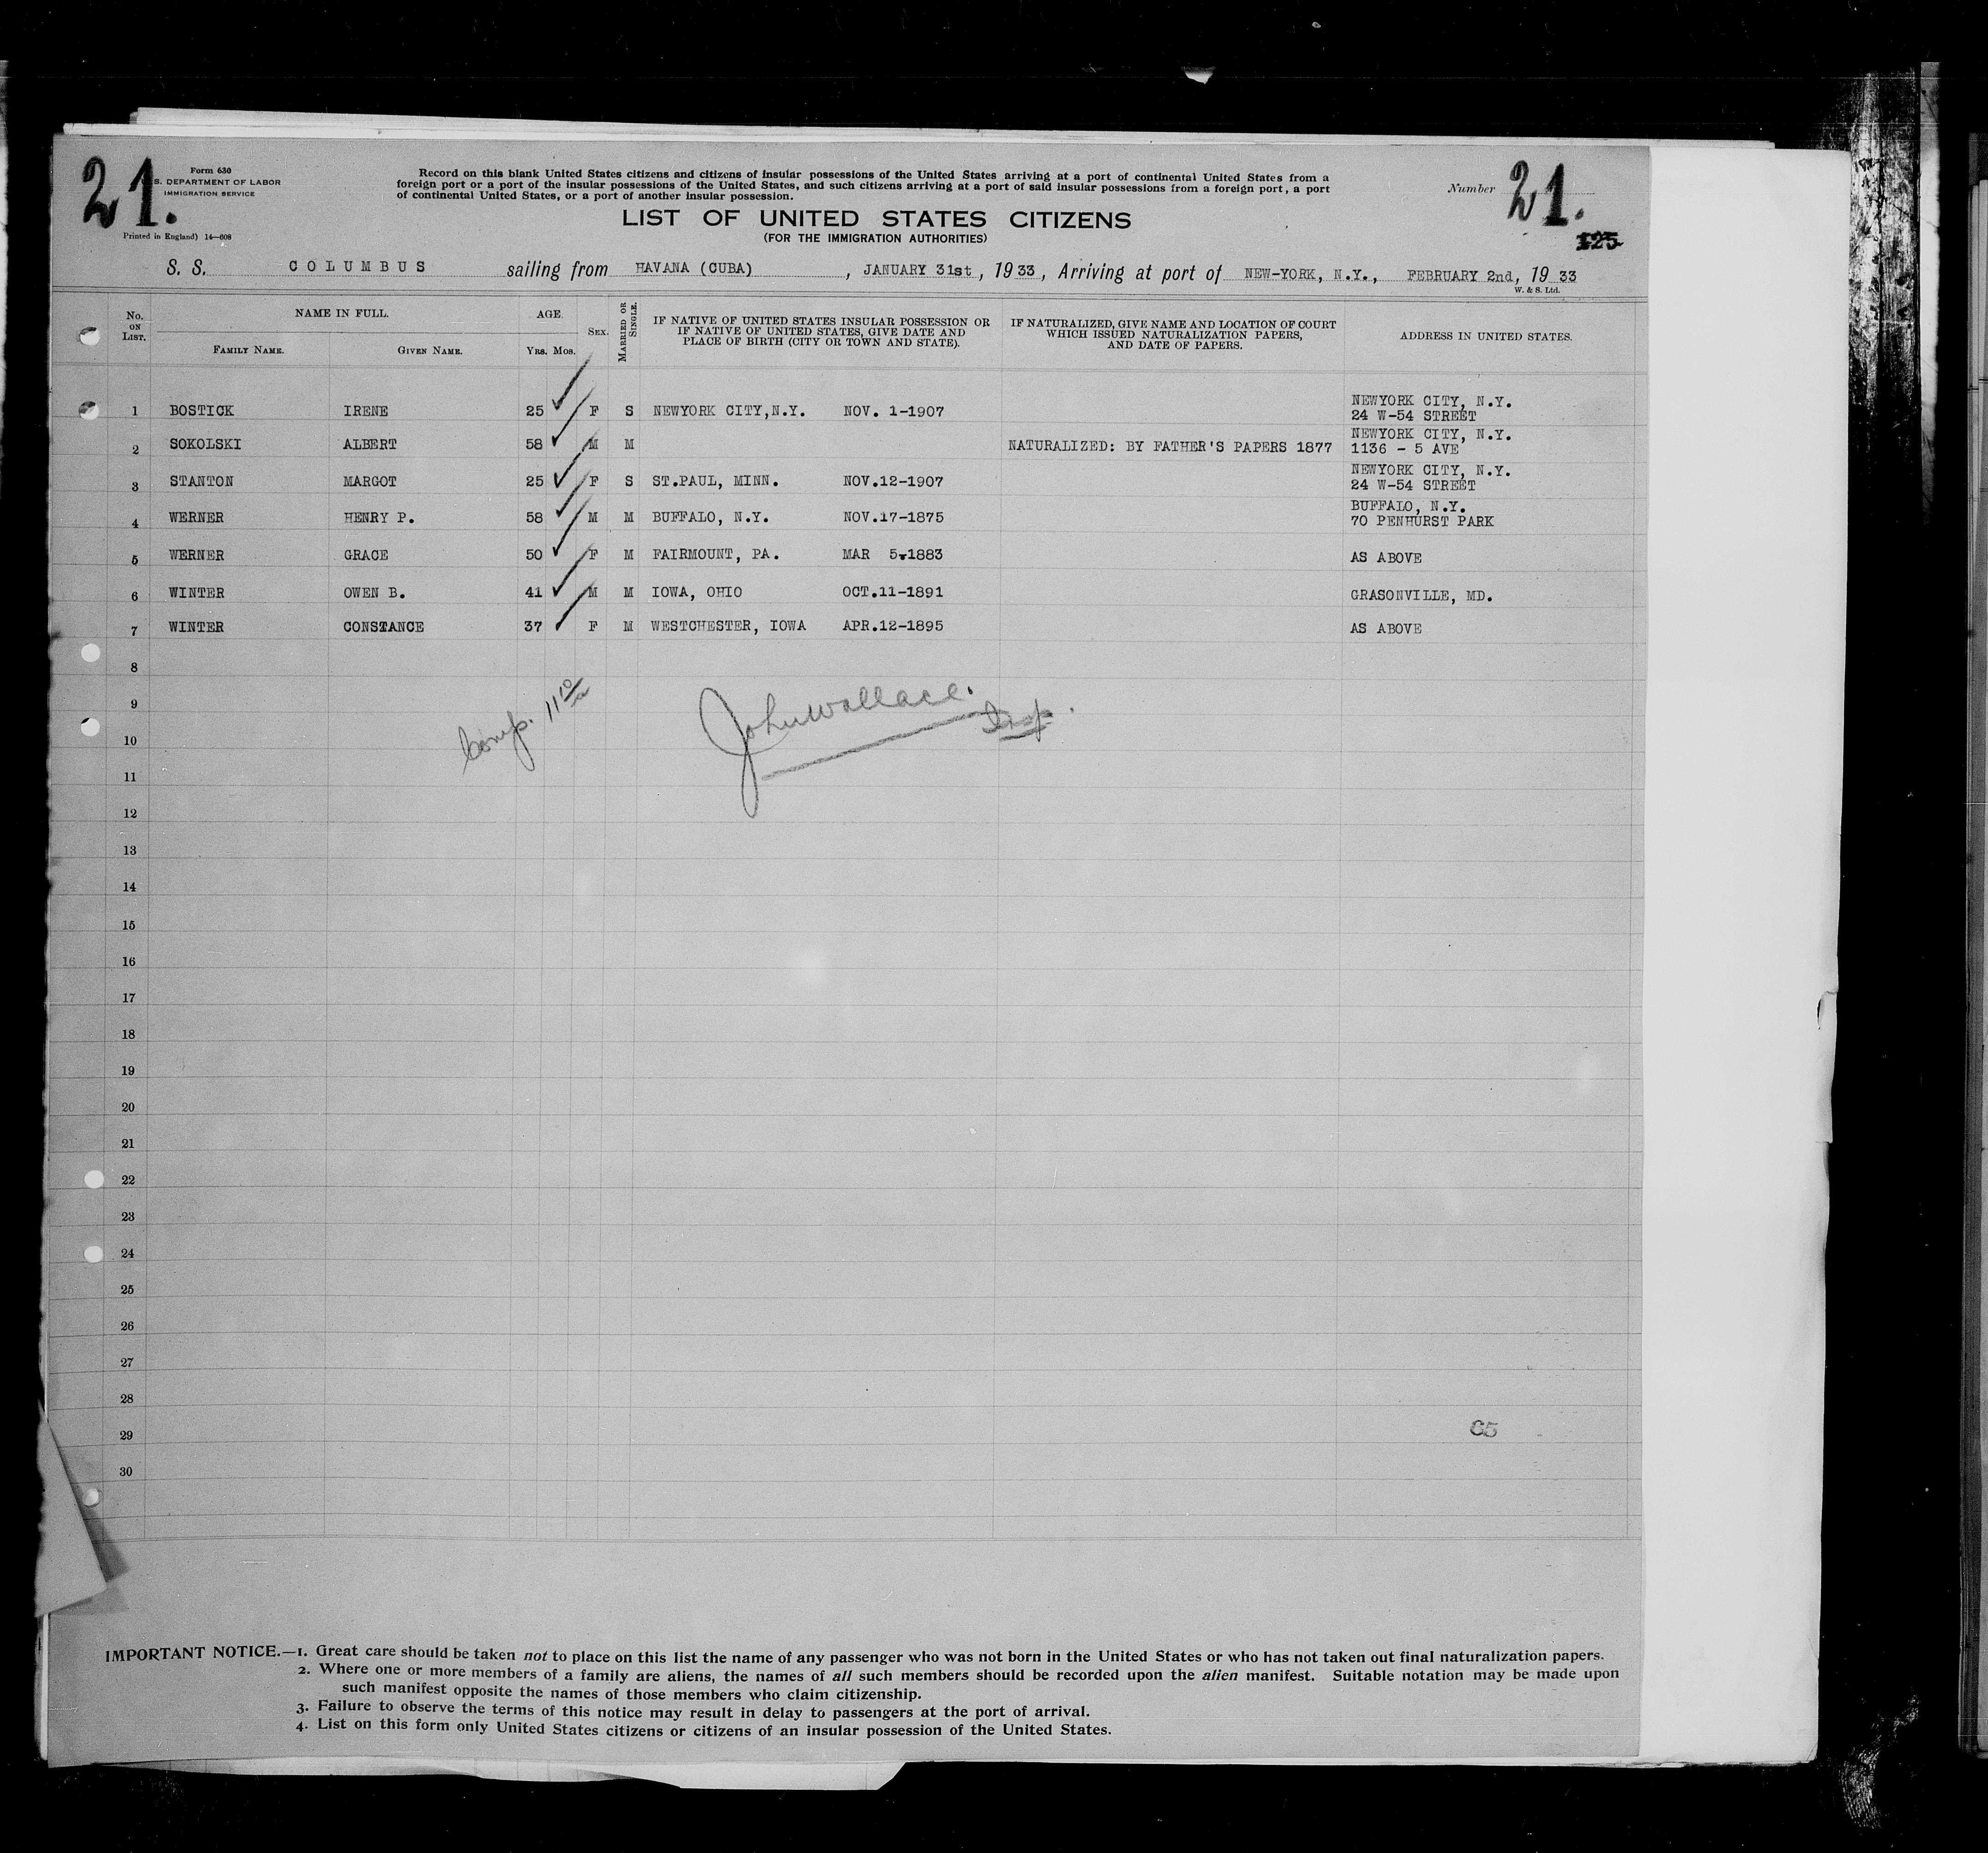 21.
Form 630
S. DEPARTMENT OF LABOR
IMMIGRATION SERVICE
Printed in England) 14—608
Record on this blank United States citizens and citizens of insular possessions of the United States arriving at a port of continental United States from a
foreign port or a port of the insular possessions of the United States, and such citizens arriving at a port of said insular possessions from a foreign port, a port
of continental United States, or a port of another insular possession.
LIST OF UNITED STATES CITIZENS
(FOR THE IMMIGRATION AUTHORITIES)
Number 21.
125
S. S. COLUMBUS sailing from HAVANA (CUBA), JANUARY 31st, 1933, Arriving at port of NEW-YORK, N.Y., FEBRUARY 2nd, 1933
W. & S. Ltd.
No. ON LIST. NAME IN FULL. AGE. SEX. MARRIED OR SINGLE. IF NATIVE OF UNITED STATES INSULAR POSSESSION OR IF NATIVE OF UNITED STATES, GIVE DATE AND PLACE OF BIRTH (CITY OR TOWN AND STATE). IF NATURALIZED, GIVE NAME AND LOCATION OF COURT WHICH ISSUED NATURALIZATION PAPERS, AND DATE OF PAPERS. ADDRESS IN UNITED STATES.
FAMILY NAME. GIVEN NAME. YRS. MOS.
1 BOSTICK IRENE 25 F S NEWYORK CITY,N.Y. NOV. 1-1907 NEWYORK CITY, N.Y. 24 W-54 STREET
2 SOKOLSKI ALBERT 58 M M NATURALIZED: BY FATHER'S PAPERS 1877 NEWYORK CITY, N.Y. 1136 - 5 AVE
3 STANTON MARGOT 25 F S ST.PAUL, MINN. NOV.12-1907 NEWYORK CITY, N.Y. 24 W-54 STREET
4 WERNER HENRY P. 58 M M BUFFALO, N.Y. NOV.17-1875 BUFFALO, N.Y. 70 PENHURST PARK
5 WERNER GRACE 50 F M FAIRMOUNT, PA. MAR 5-1883 AS ABOVE
6 WINTER OWEN B. 41 M M IOWA, OHIO OCT.11-1891 GRASONVILLE, MD.
7 WINTER CONSTANCE 37 F M WESTCHESTER, IOWA APR.12-1895 AS ABOVE
8
9
Comp. 11 10/a
John Wallace. Insp.
10
11
12
13
14
15
16
17
18
19
20
21
22
23
24
25
26
27
28
29
65
30
IMPORTANT NOTICE.—1. Great care should be taken not to place on this list the name of any passenger who was not born in the United States or who has not taken out final naturalization papers.
2. Where one or more members of a family are aliens, the names of all such members should be recorded upon the alien manifest. Suitable notation may be made upon
such manifest opposite the names of those members who claim citizenship.
3. Failure to observe the terms of this notice may result in delay to passengers at the port of arrival.
4. List on this form only United States citizens or citizens of an insular possession of the United States.